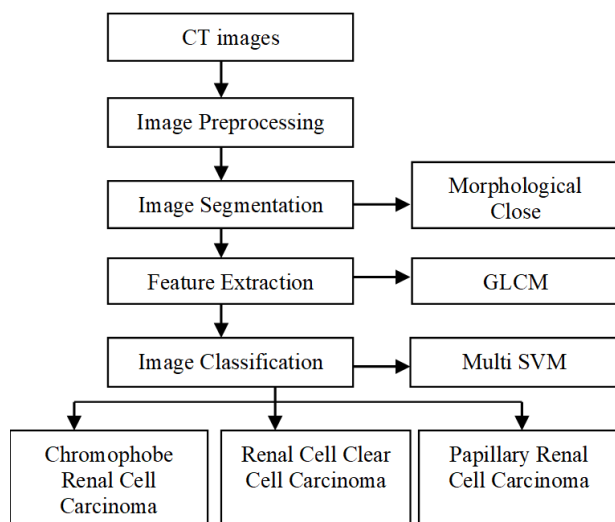 CT images
Image Preprocessing
Image Segmentation
Morphological
Close
Feature Extraction
GLCM
Image Classification
Multi SVM
Chromophobe
Renal Cell
Carcinoma
Renal Cell Clear
Cell Carcinoma
Papillary Renal
Cell Carcinoma